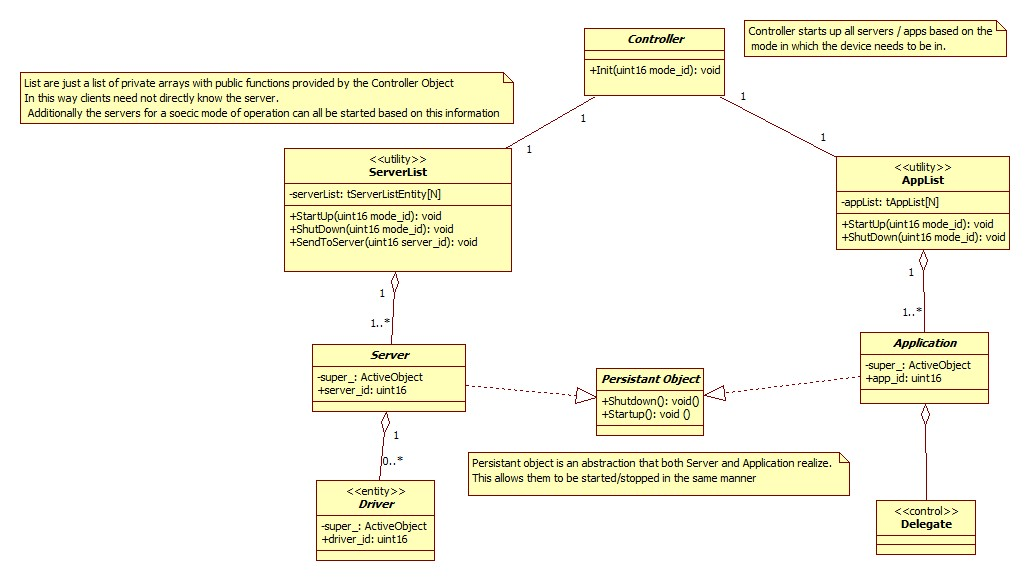 Controller
+Init(uint16 mode_id): void
Controller starts up all servers / apps based on the
mode in which the device needs to be in.
List are just a list of private arrays with public functions provided by the Controller Object
In this way clients need not directly know the server.
Additionally the servers for a soecic mode of operation can all be started based on this information
1
1
1
1
<<utility>>
ServerList
-serverList: tServerListEntity[N]
+StartUp(uint16 mode_id): void
+ShutDown(uint16 mode_id): void
+SendToServer(uint16 server_id): void
<<utility>>
AppList
-appList: tAppList[N]
+StartUp(uint16 mode_id): void
+ShutDown(uint16 mode_id): void
1
1..*
1
1..*
Server
-super_: ActiveObject
+server_id: uint16
Persistant Object
+Shutdown(): void()
+Startup(): void ()
Application
-super_: ActiveObject
+app_id: uint16
1
0..*
Persistant object is an abstraction that both Server and Application realize.
This allows them to be started/stopped in the same manner
<<entity>>
Driver
-super_: ActiveObject
+driver_id: uint16
<<control>>
Delegate